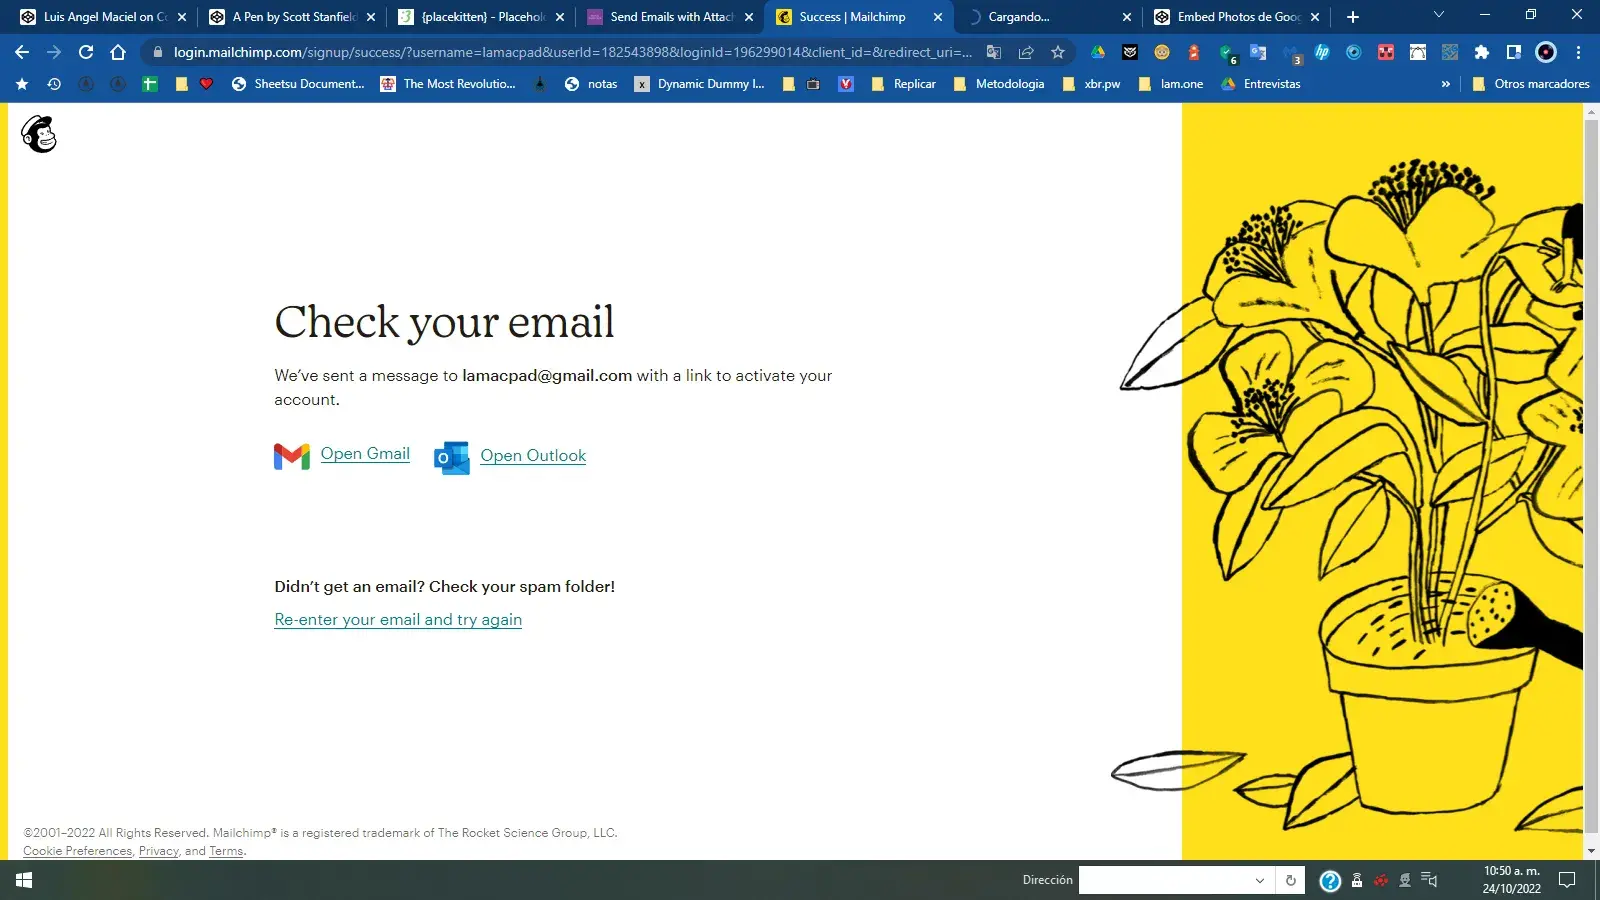 Luis Angel Maciel on Co
A Pen by Scott Stanfield
{placekitten} - Placehol
Send Emails with Attach
Success | Mailchimp
Cargando...
Embed Photos de Goog
login.mailchimp.com/signup/success/?username=lamacpad&userId=182543898&loginId=196299014&client_id=&redirect_uri=...
6
3
Sheetsu Document...
The Most Revolutio...
notas
Dynamic Dummy I...
Replicar
Metodologia
xbr.pw
lam.one
Entrevistas
»
Otros marcadores
Check your email
We've sent a message to lamacpad@gmail.com with a link to activate your
account.
Open Gmail
Open Outlook
Didn't get an email? Check your spam folder!
Re-enter your email and try again
©2001–2022 All Rights Reserved. Mailchimp® is a registered trademark of The Rocket Science Group, LLC.
Cookie Preferences, Privacy, and Terms.
Dirección
10:50 a. m.
24/10/2022